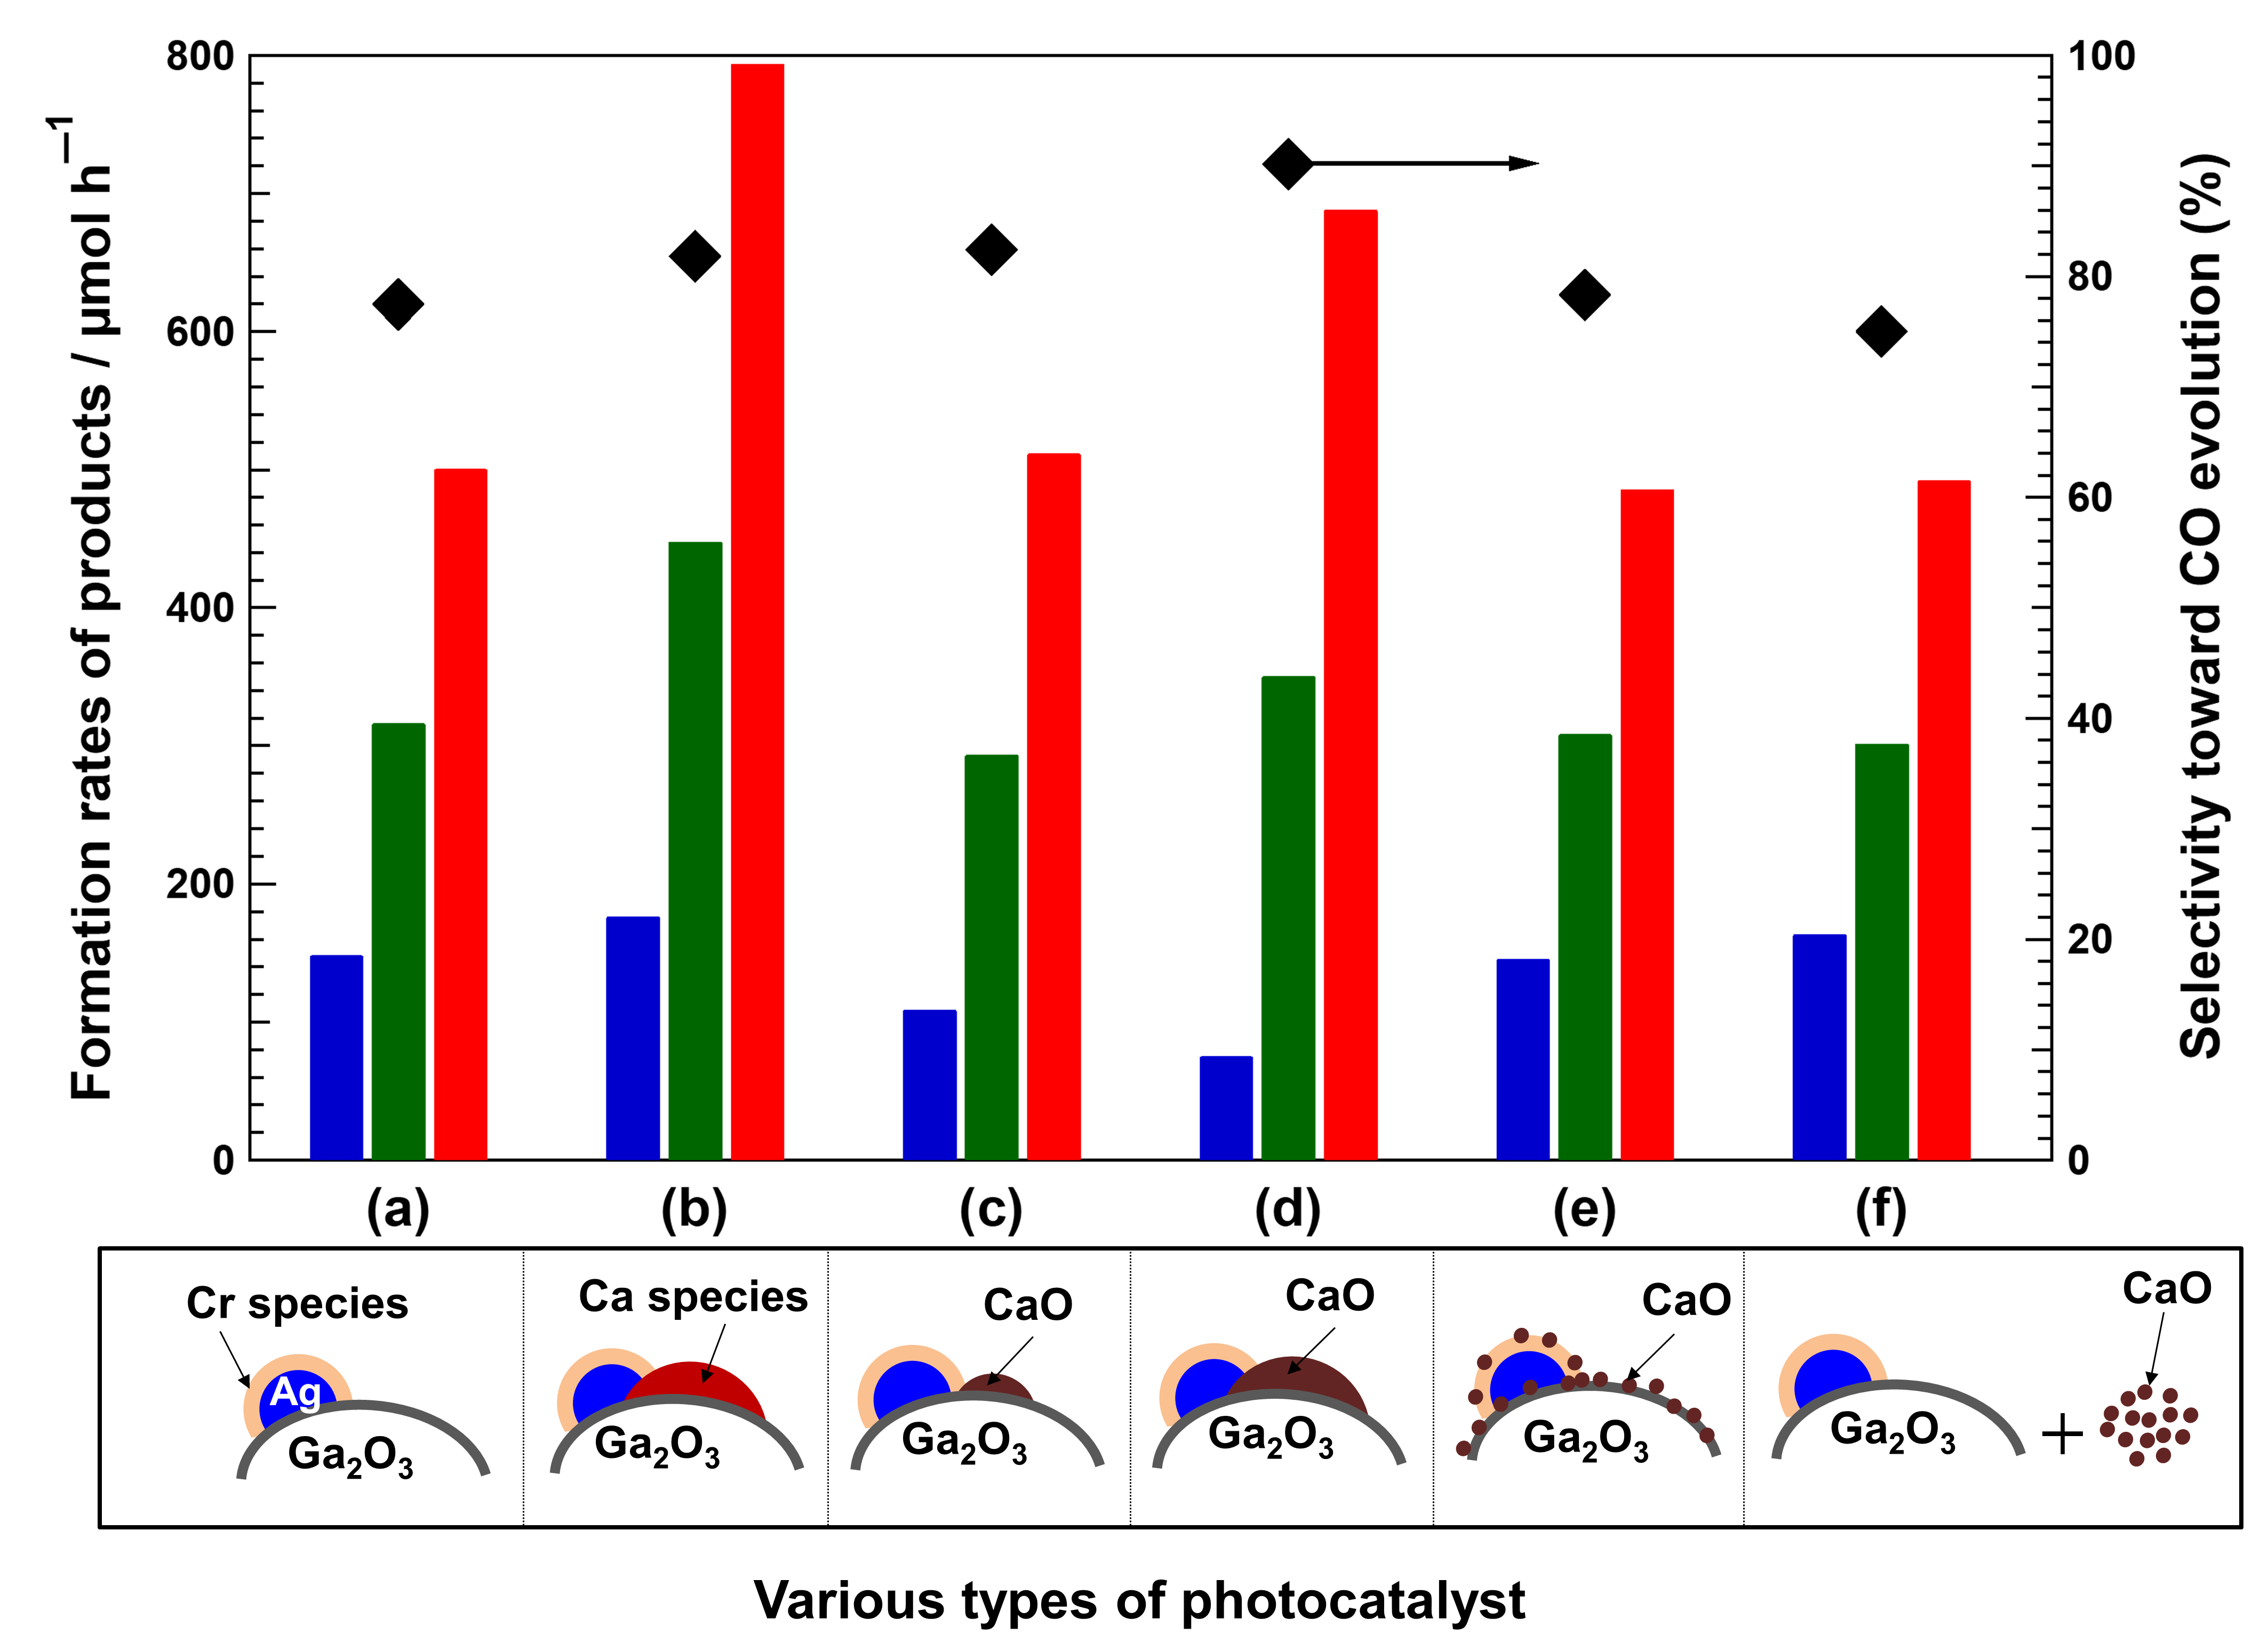 Formation rates of products / µmol h⁻¹
800
600
400
200
0
100
80
60
40
20
0
Selectivity toward CO evolution (%)
(a) (b) (c) (d) (e) (f)
Cr species
Ag
Ga₂O₃
Ca species
Ga₂O₃
CaO
Ga₂O₃
CaO
Ga₂O₃
CaO
Ga₂O₃
CaO
Ga₂O₃ +
Various types of photocatalyst